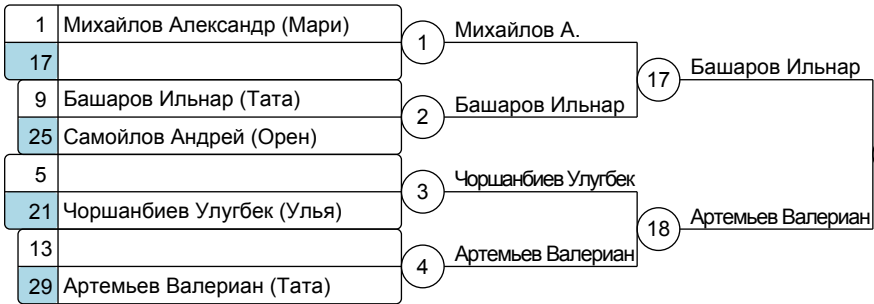 1 Михайлов Александр (Мари)
17
9 Башаров Ильнар (Тата)
25 Самойлов Андрей (Орен)
5
21 Чоршанбиев Улугбек (Улья)
13
29 Артемьев Валериан (Тата)
1 Михайлов А.
2 Башаров Ильнар
3 Чоршанбиев Улугбек
4 Артемьев Валериан
17 Башаров Ильнар
18 Артемьев Валериан